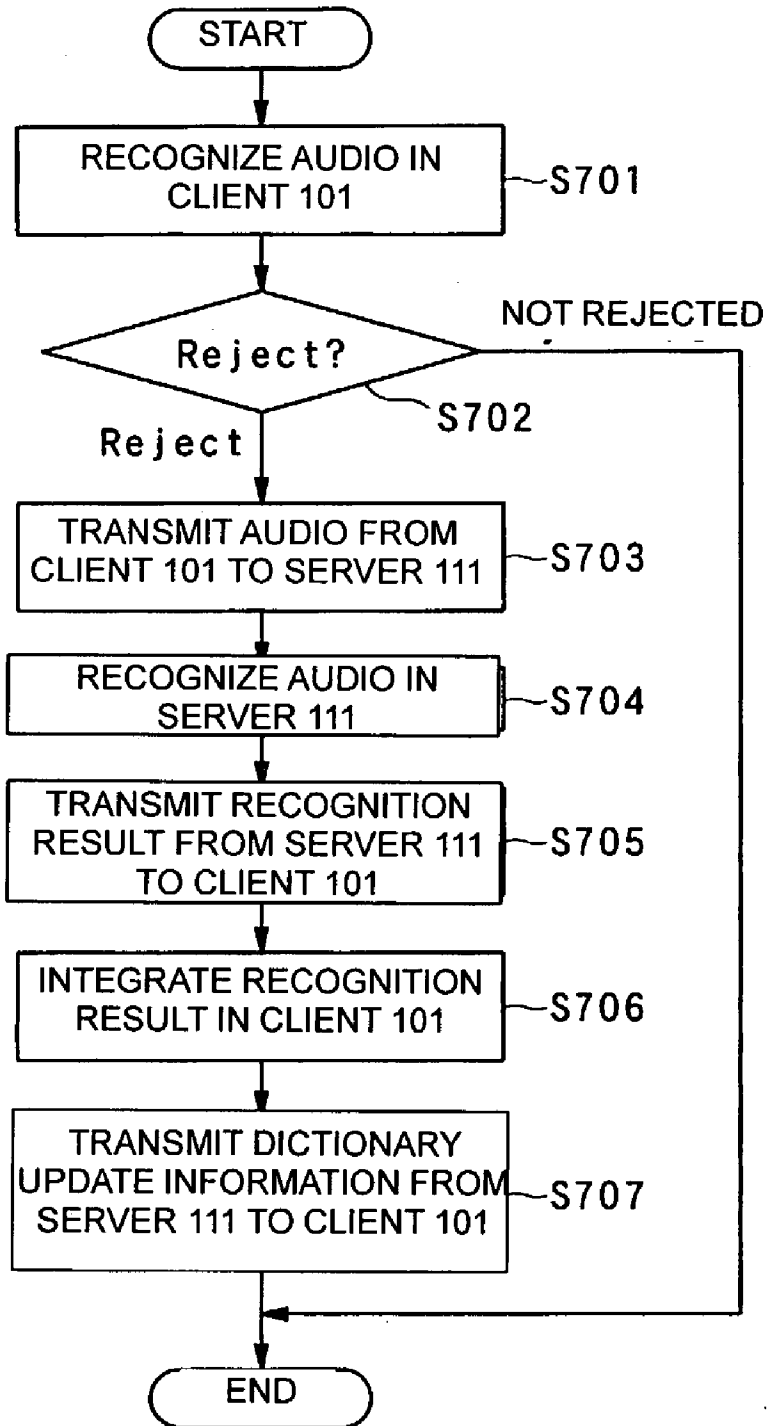 START
RECOGNIZE AUDIO IN
CLIENT 101
S701
NOT REJECTED
Reject?
S702
Reject
TRANSMIT AUDIO FROM
CLIENT 101 TO SERVER 111
S703
RECOGNIZE AUDIO IN
SERVER 111
S704
TRANSMIT RECOGNITION
RESULT FROM SERVER 111
TO CLIENT 101
S705
INTEGRATE RECOGNITION
RESULT IN CLIENT 101
S706
TRANSMIT DICTIONARY
UPDATE INFORMATION FROM
SERVER 111 TO CLIENT 101
S707
END